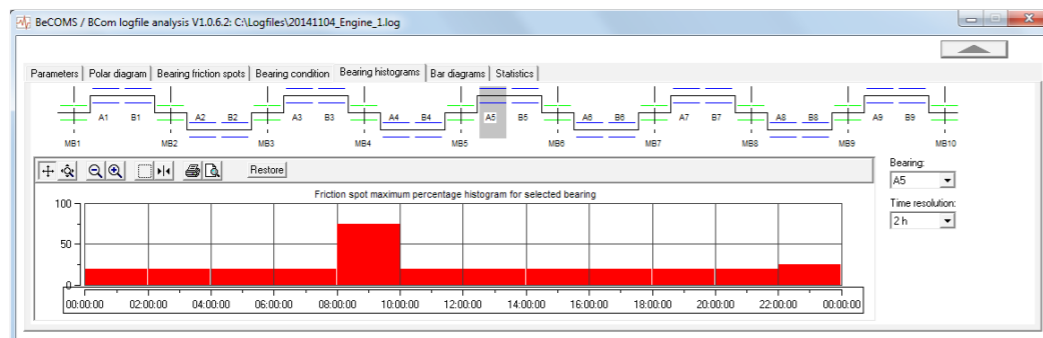 BeCOMS / BCom logfile analysis V1.0.6.2: C:\Logfiles\20141104_Engine_1.log
Parameters Polar diagram Bearing friction spots Bearing condition Bearing histograms Bar diagrams Statistics
A1 B1 A2 B2 A3 B3 A4 B4 A5 B5 A6 B6 A7 B7 A8 B8 A9 B9
MB1 MB2 MB3 MB4 MB5 MB6 MB7 MB8 MB9 MB10
Restore
Bearing:
A5
Time resolution:
2 h
Friction spot maximum percentage histogram for selected bearing
100
50
0
00:00:00 02:00:00 04:00:00 06:00:00 08:00:00 10:00:00 12:00:00 14:00:00 16:00:00 18:00:00 20:00:00 22:00:00 00:00:00